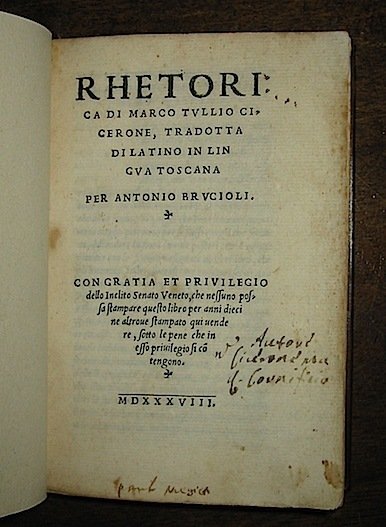 RHETORI
CA DI MARCO TVLLIO CI-
CERONE, TRADOTTA
DI LATINO IN LIN
GVA TOSCANA
PER ANTONIO BRVCIOLI.
CON GRATIA ET PRIVILEGIO
dello Inclito Senato Veneto, che nessuno pos-
sa stampare questo libro per anni dieci
ne altroue stampato qui uende
re, sotto le pene che in
esso priuilegio si cō
tengono.
MDXXXVIII.